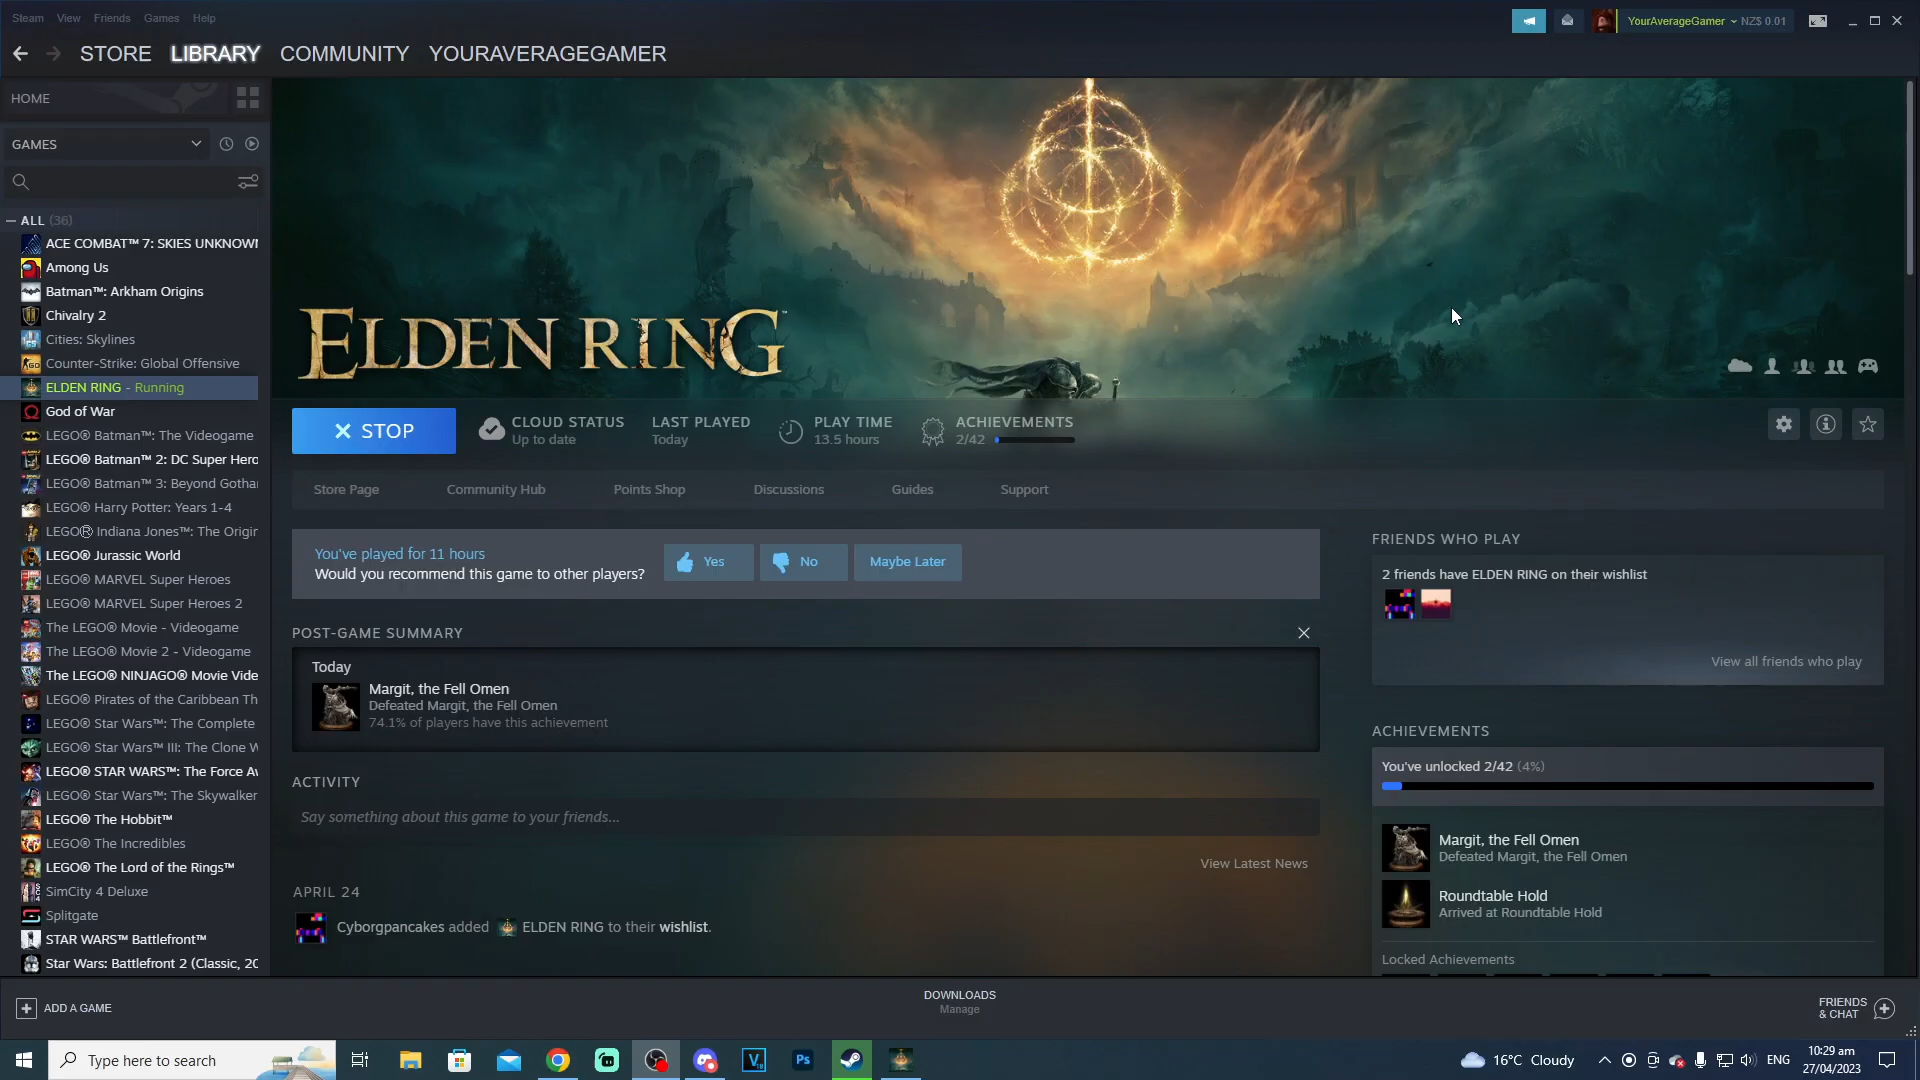 Steam View Friends Games Help
YourAverageGamer NZ$ 0.01
STORE LIBRARY COMMUNITY YOURAVERAGEGAMER
HOME
GAMES
ALL (36)
ACE COMBAT™ 7: SKIES UNKNOWN
Among Us
Batman™: Arkham Origins
Chivalry 2
Cities: Skylines
Counter-Strike: Global Offensive
ELDEN RING - Running
God of War
LEGO® Batman™: The Videogame
LEGO® Batman™ 2: DC Super Hero
LEGO® Batman™ 3: Beyond Gotha
LEGO® Harry Potter: Years 1-4
LEGO® Indiana Jones™: The Origin
LEGO® Jurassic World
LEGO® MARVEL Super Heroes
LEGO® MARVEL Super Heroes 2
The LEGO® Movie - Videogame
The LEGO® Movie 2 - Videogame
The LEGO® NINJAGO® Movie Vide
LEGO® Pirates of the Caribbean Th
LEGO® Star Wars™: The Complete
LEGO® Star Wars™ III: The Clone W
LEGO® STAR WARS™: The Force Av
LEGO® Star Wars™: The Skywalker
LEGO® The Hobbit™
LEGO® The Incredibles
LEGO® The Lord of the Rings™
SimCity 4 Deluxe
Splitgate
STAR WARS™ Battlefront™
Star Wars: Battlefront 2 (Classic, 20
ELDEN RING™
STOP
CLOUD STATUS
Up to date
LAST PLAYED
Today
PLAY TIME
13.5 hours
ACHIEVEMENTS
2/42
Store Page Community Hub Points Shop Discussions Guides Support
You've played for 11 hours
Would you recommend this game to other players?
Yes No Maybe Later
POST-GAME SUMMARY
Today
Margit, the Fell Omen
Defeated Margit, the Fell Omen
74.1% of players have this achievement
ACTIVITY
Say something about this game to your friends...
View Latest News
APRIL 24
Cyborgpancakes added ELDEN RING to their wishlist.
FRIENDS WHO PLAY
2 friends have ELDEN RING on their wishlist
View all friends who play
ACHIEVEMENTS
You've unlocked 2/42 (4%)
Margit, the Fell Omen
Defeated Margit, the Fell Omen
Roundtable Hold
Arrived at Roundtable Hold
Locked Achievements
ADD A GAME
DOWNLOADS
Manage
FRIENDS
& CHAT
Type here to search
Ps
16°C Cloudy
ENG
10:29 am
27/04/2023